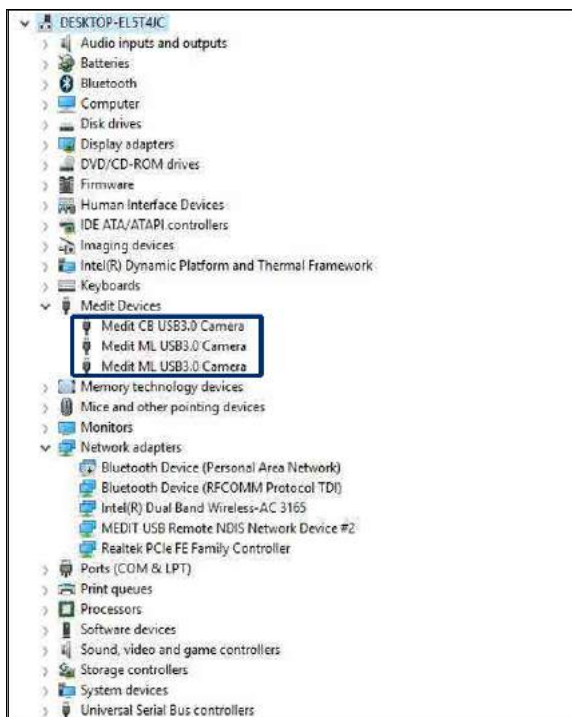 DESKTOP-EL5T4JC
Audio inputs and outputs
Batteries
Bluetooth
Computer
Disk drives
Display adapters
DVD/CD-ROM drives
Firmware
Human Interface Devices
IDE ATA/ATAPI controllers
Imaging devices
Intel(R) Dynamic Platform and Thermal Framework
Keyboards
Medit Devices
Medit CB USB3.0 Camera
Medit ML USB3.0 Camera
Medit ML USB3.0 Camera
Memory technology devices
Mice and other pointing devices
Monitors
Network adapters
Bluetooth Device (Personal Area Network)
Bluetooth Device (RFCOMM Protocol TDI)
Intel(R) Dual Band Wireless-AC 3165
MEDIT USB Remote NDIS Network Device #2
Realtek PCIe FE Family Controller
Ports (COM & LPT)
Print queues
Processors
Software devices
Sound, video and game controllers
Storage controllers
System devices
Universal Serial Bus controllers